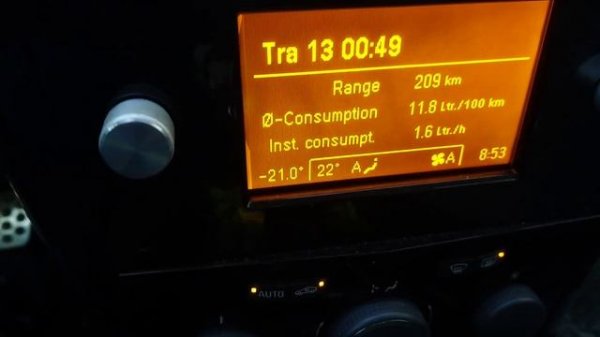 Tra 13 00:49
Range 209 km
Ø-Consumption 11.8 Ltr./100 km
Inst. consumpt. 1.6 Ltr./h
-21.0° 22° A A 8:53
AUTO